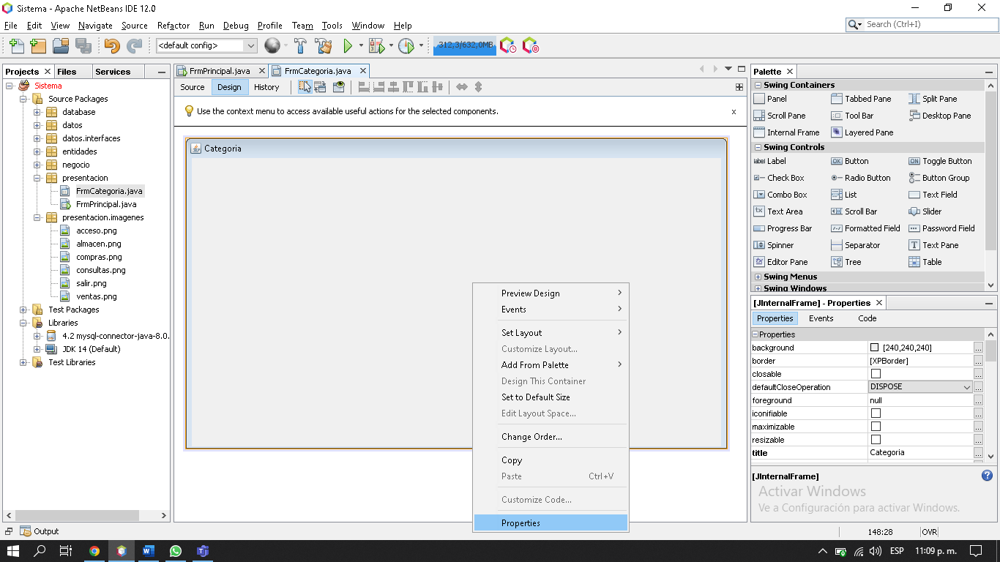 Sistema - Apache NetBeans IDE 12.0
File Edit View Navigate Source Refactor Run Debug Profile Team Tools Window Help
Search (Ctrl+I)
<default config>
312,3/632,0MB
Projects Files Services
Sistema
Source Packages
database
datos
datos.interfaces
entidades
negocio
presentacion
FrmCategoria.java
FrmPrincipal.java
presentacion.imagenes
acceso.png
almacen.png
compras.png
consultas.png
salir.png
ventas.png
Test Packages
Libraries
4.2 mysql-connector-java-8.0.
JDK 14 (Default)
Test Libraries
FrmPrincipal.java FrmCategoria.java
Source Design History
Use the context menu to access available useful actions for the selected components. x
Categoria
Preview Design
Events
Set Layout
Customize Layout...
Add From Palette
Design This Container
Set to Default Size
Edit Layout Space...
Change Order...
Copy
Paste Ctrl+V
Customize Code...
Properties
Palette
Swing Containers
Panel Tabbed Pane Split Pane
Scroll Pane Tool Bar Desktop Pane
Internal Frame Layered Pane
Swing Controls
label Label OK Button ON Toggle Button
Check Box Radio Button Button Group
Combo Box List Text Field
Text Area Scroll Bar Slider
Progress Bar Formatted Field Password Field
Spinner Separator T Text Pane
Editor Pane Tree Table
Swing Menus
Swing Windows
[JInternalFrame] - Properties
Properties Events Code
Properties
background [240,240,240] ...
border [XPBorder] ...
closable ...
defaultCloseOperation DISPOSE ...
foreground null ...
iconifiable ...
maximizable ...
resizable ...
title Categoria ...
[JInternalFrame]
Activar Windows
Ve a Configuración para activar Windows.
Output
148:28 OVR
ESP 11:09 p. m.